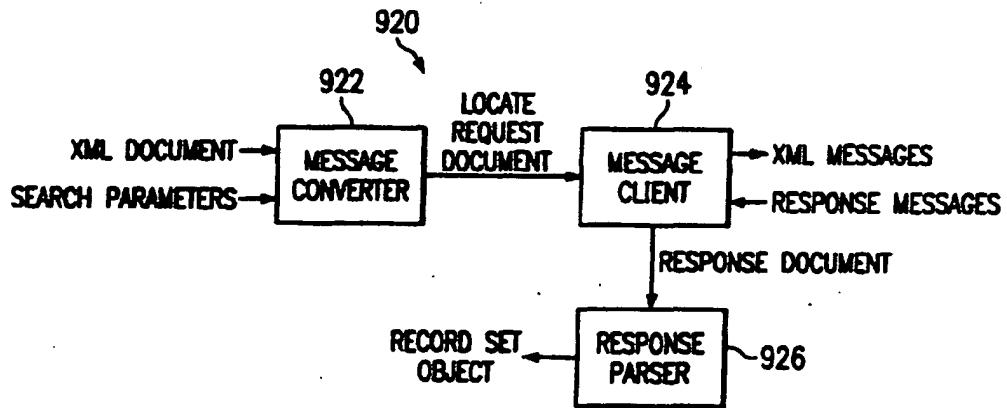 920
922
924
LOCATE
REQUEST
DOCUMENT
XML DOCUMENT
SEARCH PARAMETERS
MESSAGE
CONVERTER
MESSAGE
CLIENT
XML MESSAGES
RESPONSE MESSAGES
RESPONSE DOCUMENT
RECORD SET
OBJECT
RESPONSE
PARSER
926